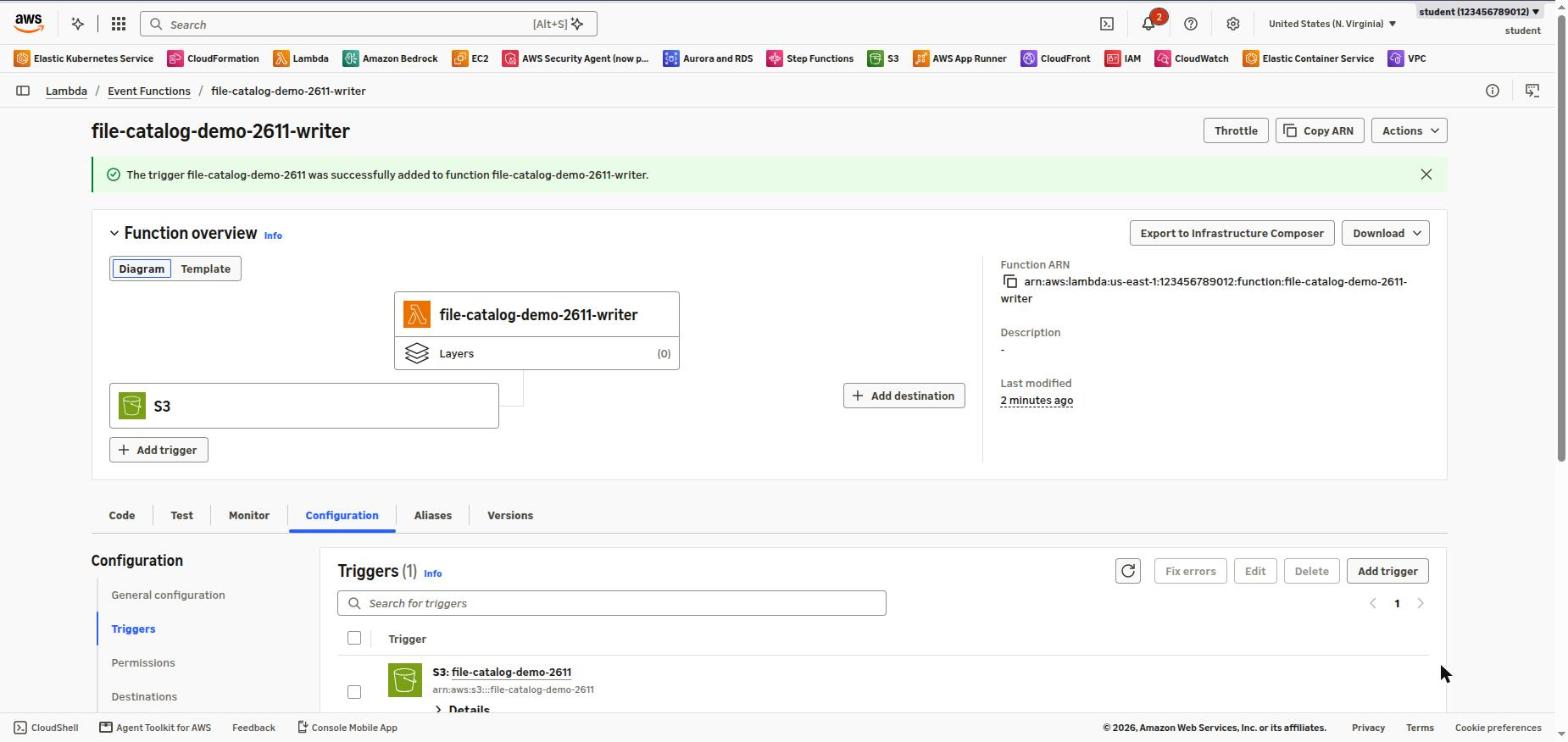 aws
Search [Alt+S]
2
United States (N. Virginia) ▼
student (123456789012) ▼
student
Elastic Kubernetes Service CloudFormation Lambda Amazon Bedrock EC2 AWS Security Agent (now p... Aurora and RDS Step Functions S3 AWS App Runner CloudFront IAM CloudWatch Elastic Container Service VPC
Lambda / Event Functions / file-catalog-demo-2611-writer
file-catalog-demo-2611-writer
Throttle Copy ARN Actions
The trigger file-catalog-demo-2611 was successfully added to function file-catalog-demo-2611-writer.
Function overview Info
Export to Infrastructure Composer Download
Diagram Template
file-catalog-demo-2611-writer
Layers (0)
S3
+ Add destination
+ Add trigger
Function ARN
arn:aws:lambda:us-east-1:123456789012:function:file-catalog-demo-2611-
writer
Description
-
Last modified
2 minutes ago
Code Test Monitor Configuration Aliases Versions
Configuration
General configuration
Triggers
Permissions
Destinations
Triggers (1) Info
Fix errors Edit Delete Add trigger
Search for triggers
1
Trigger
S3: file-catalog-demo-2611
arn:aws:s3:::file-catalog-demo-2611
Details
CloudShell Agent Toolkit for AWS Feedback Console Mobile App
© 2026, Amazon Web Services, Inc. or its affiliates. Privacy Terms Cookie preferences